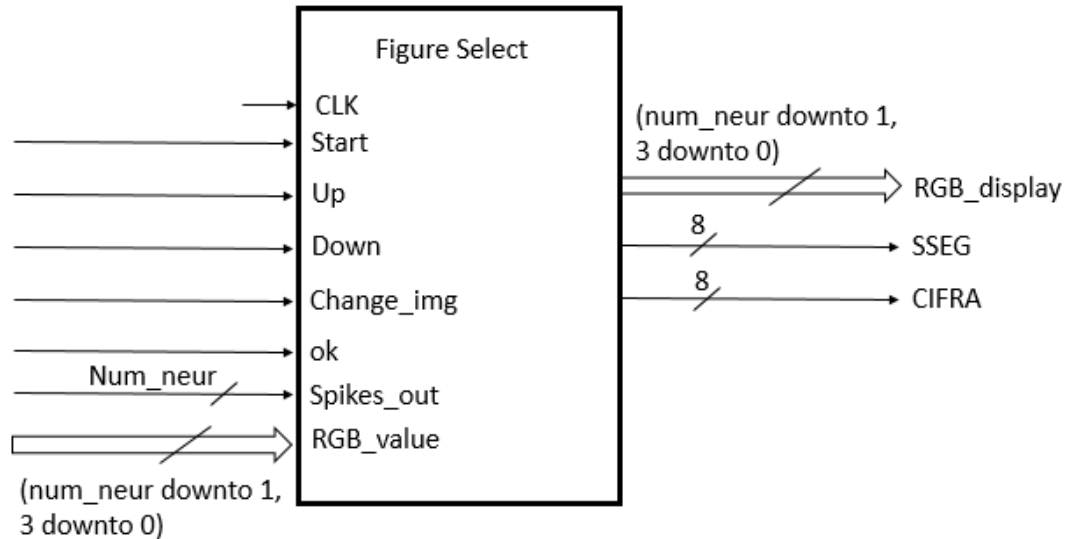 Figure Select
CLK
Start
Up
Down
Change_img
ok
Num_neur
Spikes_out
RGB_value
(num_neur downto 1,
3 downto 0)
(num_neur downto 1,
3 downto 0)
RGB_display
8
SSEG
8
CIFRA